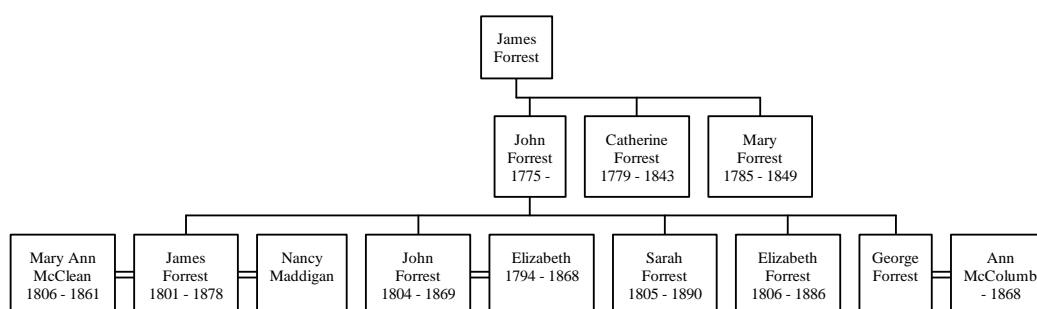 James
Forrest
John
Forrest
1775 -
Catherine
Forrest
1779 - 1843
Mary
Forrest
1785 - 1849
Mary Ann
McClean
1806 - 1861
James
Forrest
1801 - 1878
Nancy
Maddigan
John
Forrest
1804 - 1869
Elizabeth
1794 - 1868
Sarah
Forrest
1805 - 1890
Elizabeth
Forrest
1806 - 1886
George
Forrest
Ann
McColumb
- 1868